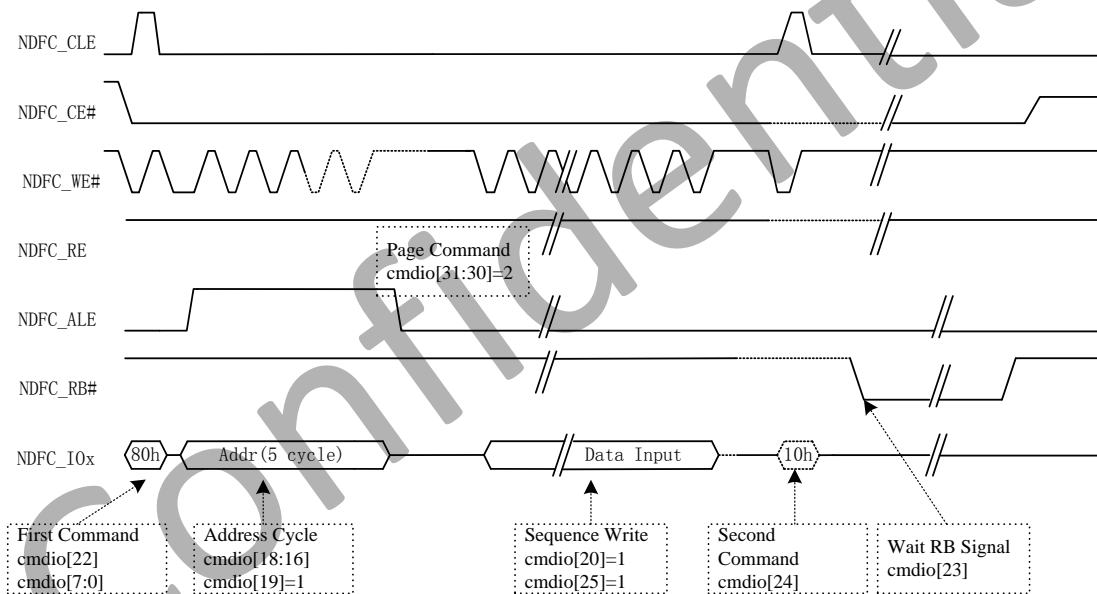 NDFC_CLE
NDFC_CE#
NDFC_WE#
NDFC_RE
Page Command
cmdio[31:30]=2
NDFC_ALE
NDFC_RB#
NDFC_IOx
80h
Addr(5 cycle)
Data Input
10h
First Command
cmdio[22]
cmdio[7:0]
Address Cycle
cmdio[18:16]
cmdio[19]=1
Sequence Write
cmdio[20]=1
cmdio[25]=1
Second
Command
cmdio[24]
Wait RB Signal
cmdio[23]
Confidenti